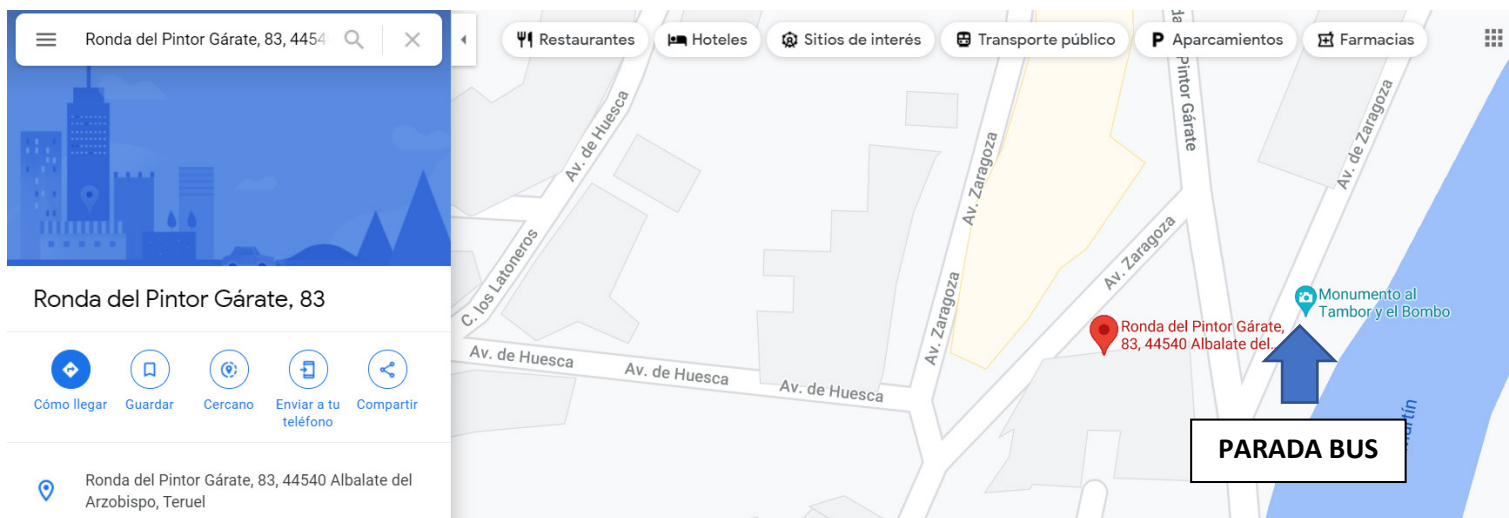 Ronda del Pintor Gárate, 83, 4454
Restaurantes
Hoteles
Sitios de interés
Transporte público
Aparcamientos
Farmacias
Ronda del Pintor Gárate, 83
Cómo llegar
Guardar
Cercano
Enviar a tu
teléfono
Compartir
Ronda del Pintor Gárate, 83, 44540 Albalate del
Arzobispo, Teruel
Av. de Huesca
C. los Latoneros
Av. de Huesca
Av. de Huesca
Av. de Huesca
Av. Zaragoza
Av. Zaragoza
Av. Zaragoza
Pintor Gárate
Av. de Zaragoza
Monumento al
Tambor y el Bombo
Ronda del Pintor Gárate,
83, 44540 Albalate del...
PARADA BUS